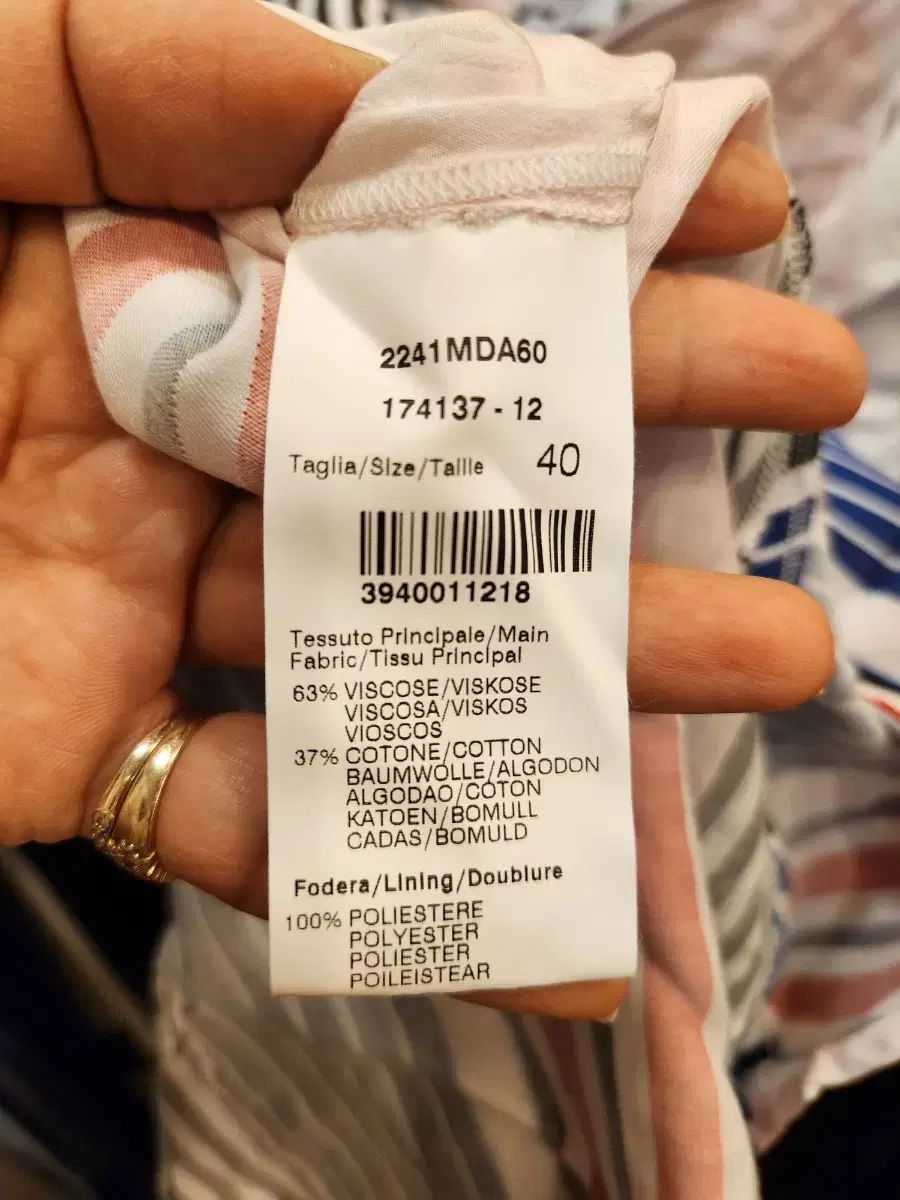 2241MDA60
174137 - 12
Taglia/Size/Taille 40
3940011218
Tessuto Principale/Main
Fabric/Tissu Principal
63% VISCOSE/VISKOSE
VISCOSA/VISKOS
VIOSCOS
37% COTONE/COTTON
BAUMWOLLE/ALGODON
ALGODAO/COTON
KATOEN/BOMULL
CADAS/BOMULD
Fodera/Lining/Doublure
100% POLIESTERE
POLYESTER
POLIESTER
POILEISTEAR